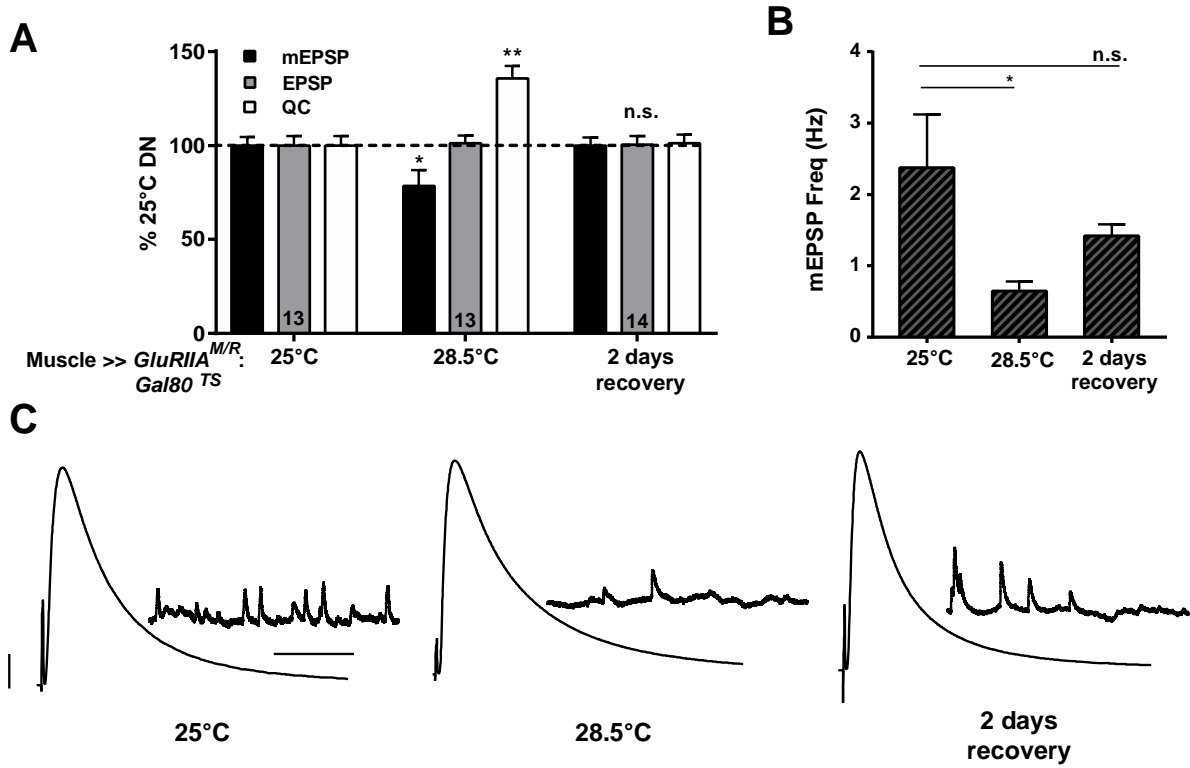 A
B
150
100
50
0
% 25°C DN
mEPSP
EPSP
QC
*
**
n.s.
13
13
14
25°C
28.5°C
2 days
recovery
Muscle >> GluRIIA M/R :
Gal80 TS
4
3
2
1
0
mEPSP Freq (Hz)
n.s.
*
25°C
28.5°C
2 days
recovery
C
25°C
28.5°C
2 days
recovery